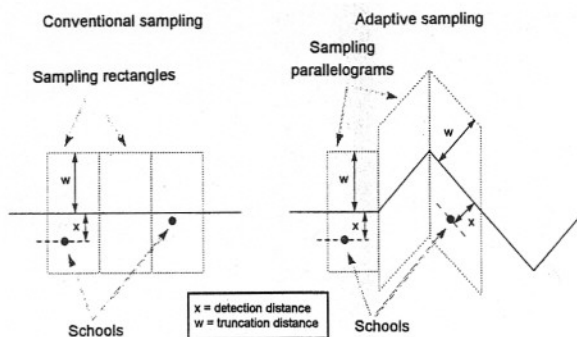 Conventional sampling
Adaptive sampling
Sampling rectangles
Sampling
parallelograms
w
x
w
w
x
Schools
x = detection distance
w = truncation distance
Schools